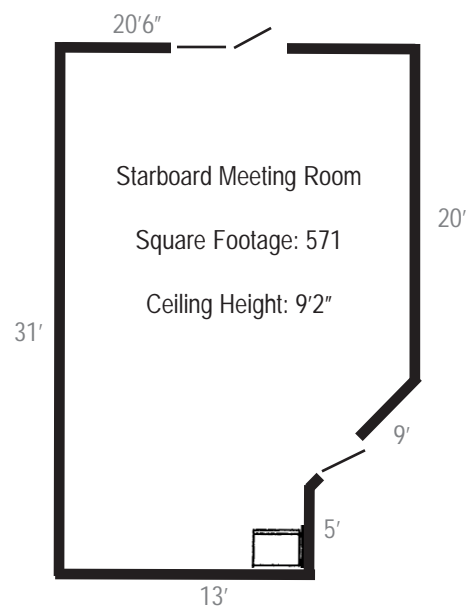 20'6”
Starboard Meeting Room
Square Footage: 571
20'
Ceiling Height: 9'2”
31'
9'
5'
13'